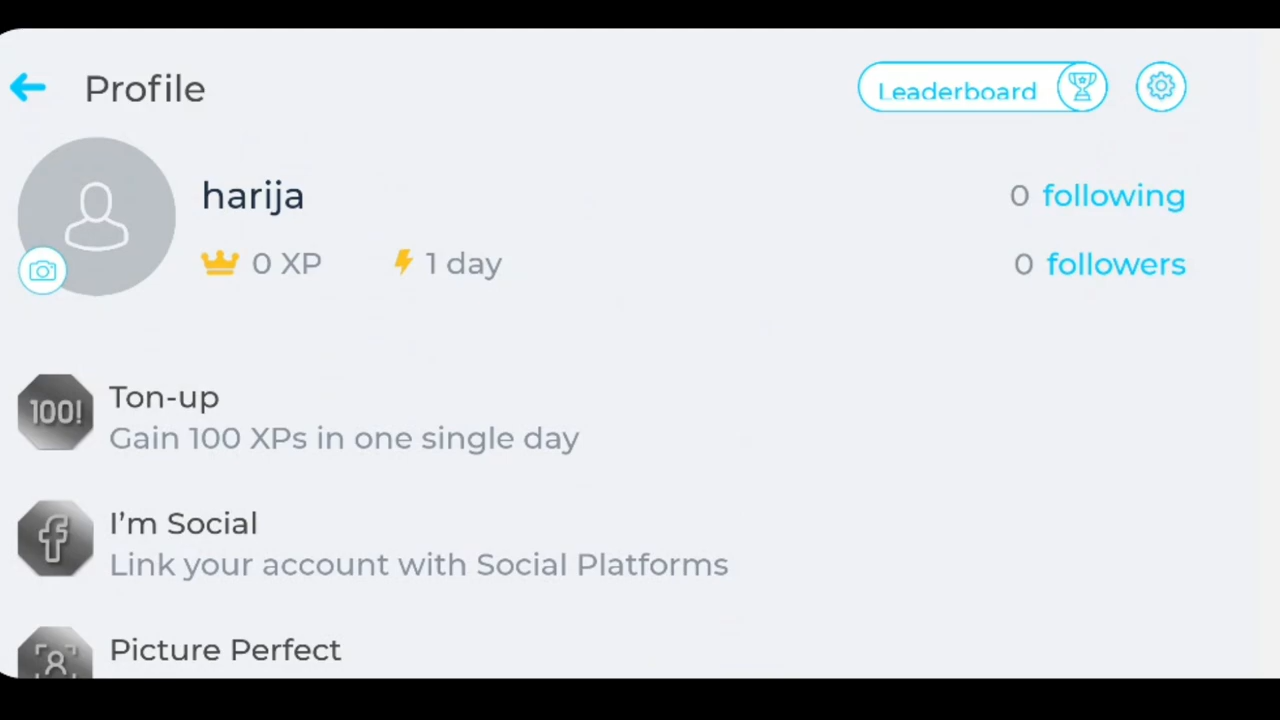 Profile
Leaderboard
harija
0 following
0 XP
1 day
0 followers
100!
Ton-up
Gain 100 XPs in one single day
f
I'm Social
Link your account with Social Platforms
Picture Perfect